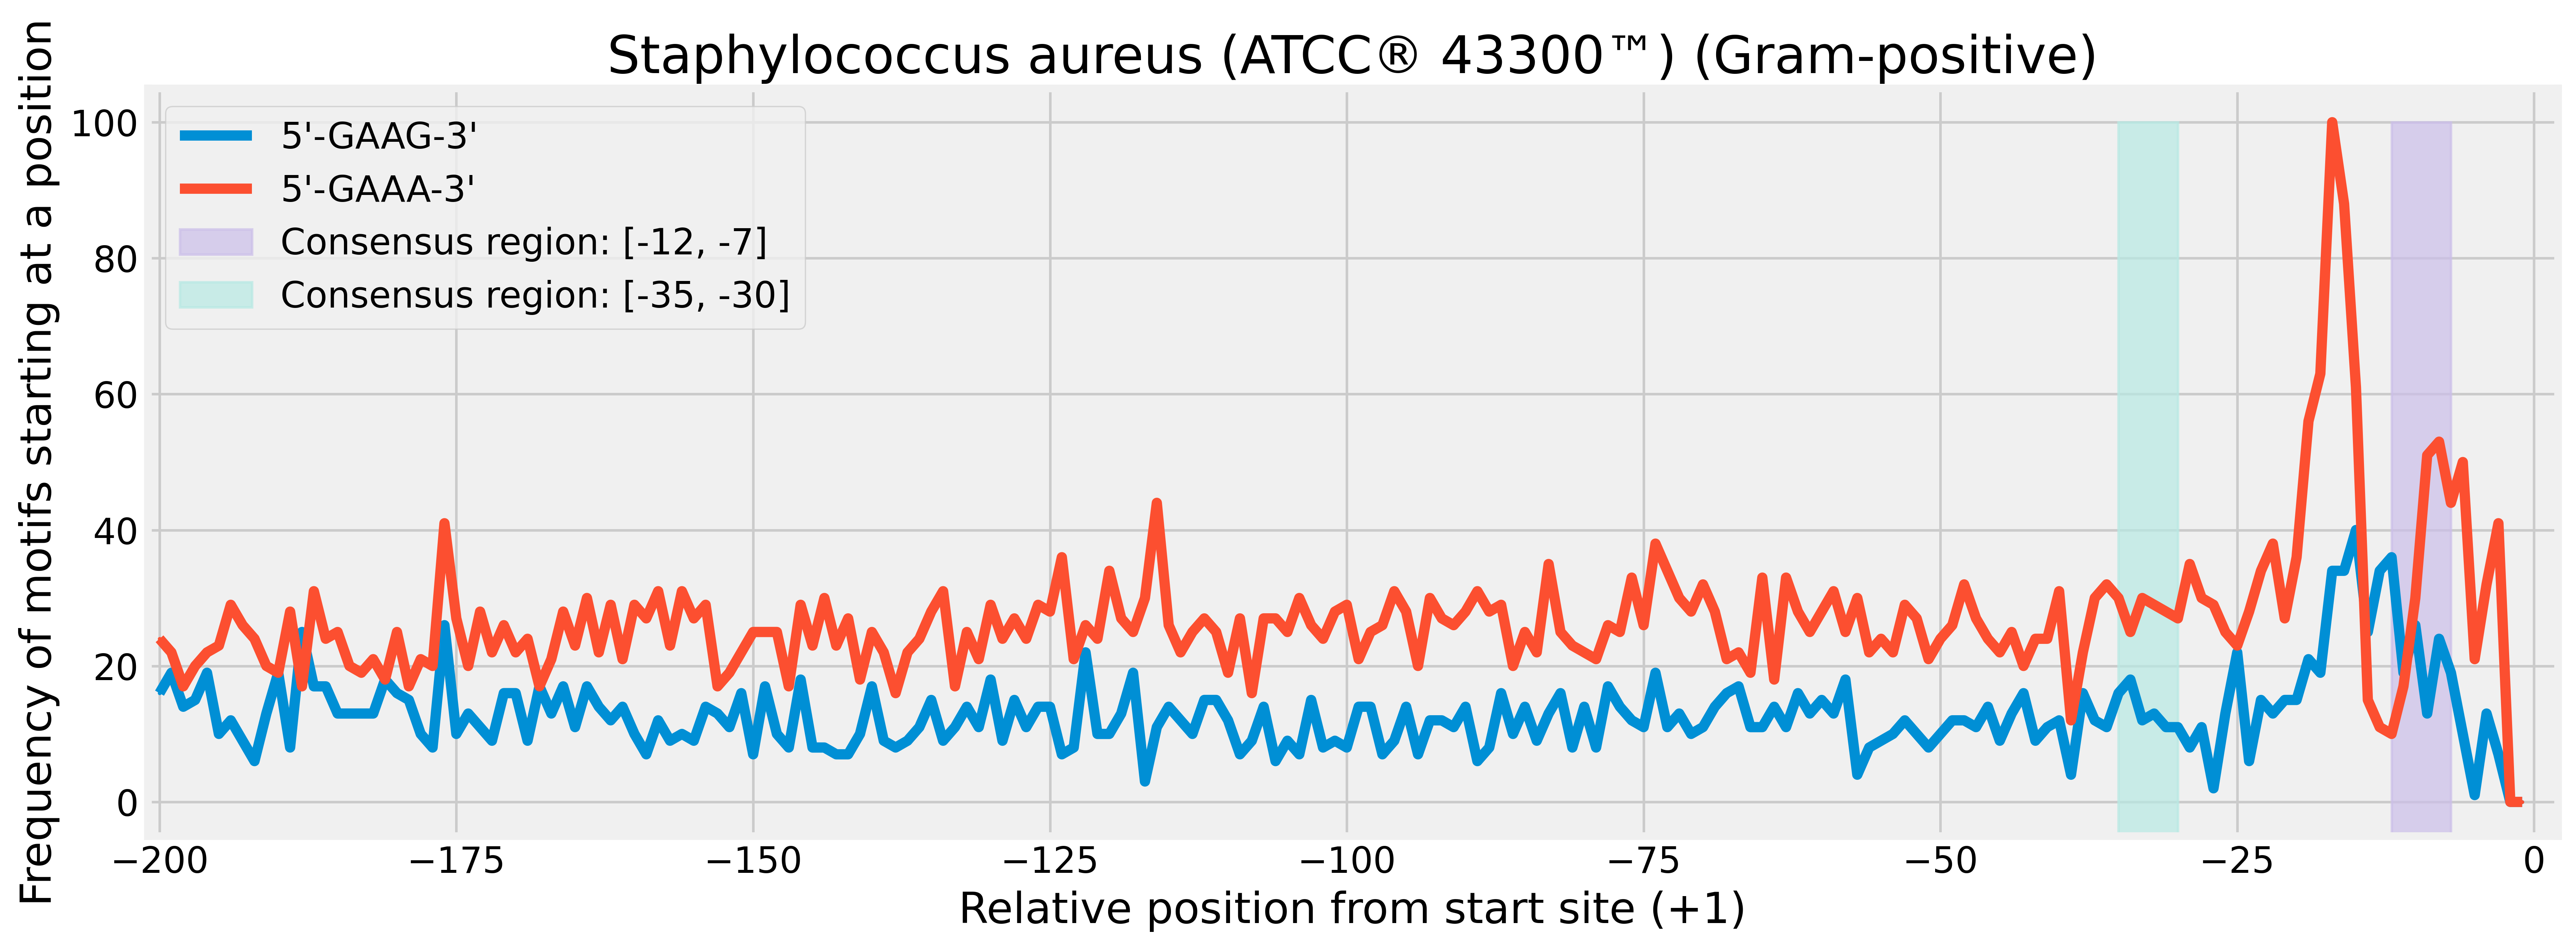 Staphylococcus aureus (ATCC® 43300™) (Gram-positive)
Frequency of motifs starting at a position
100
80
60
40
20
0
5'-GAAG-3'
5'-GAAA-3'
Consensus region: [-12, -7]
Consensus region: [-35, -30]
−200 −175 −150 −125 −100 −75 −50 −25 0
Relative position from start site (+1)